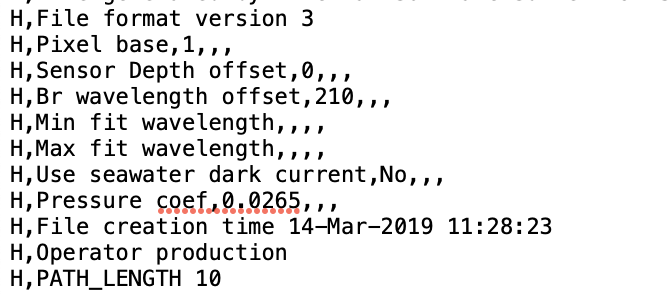 H,File format version 3
H,Pixel base,1,,,
H,Sensor Depth offset,0,,,
H,Br wavelength offset,210,,,
H,Min fit wavelength,,,,
H,Max fit wavelength,,,,
H,Use seawater dark current,No,,,
H,Pressure coef,0.0265,,,
H,File creation time 14-Mar-2019 11:28:23
H,Operator production
H,PATH_LENGTH 10